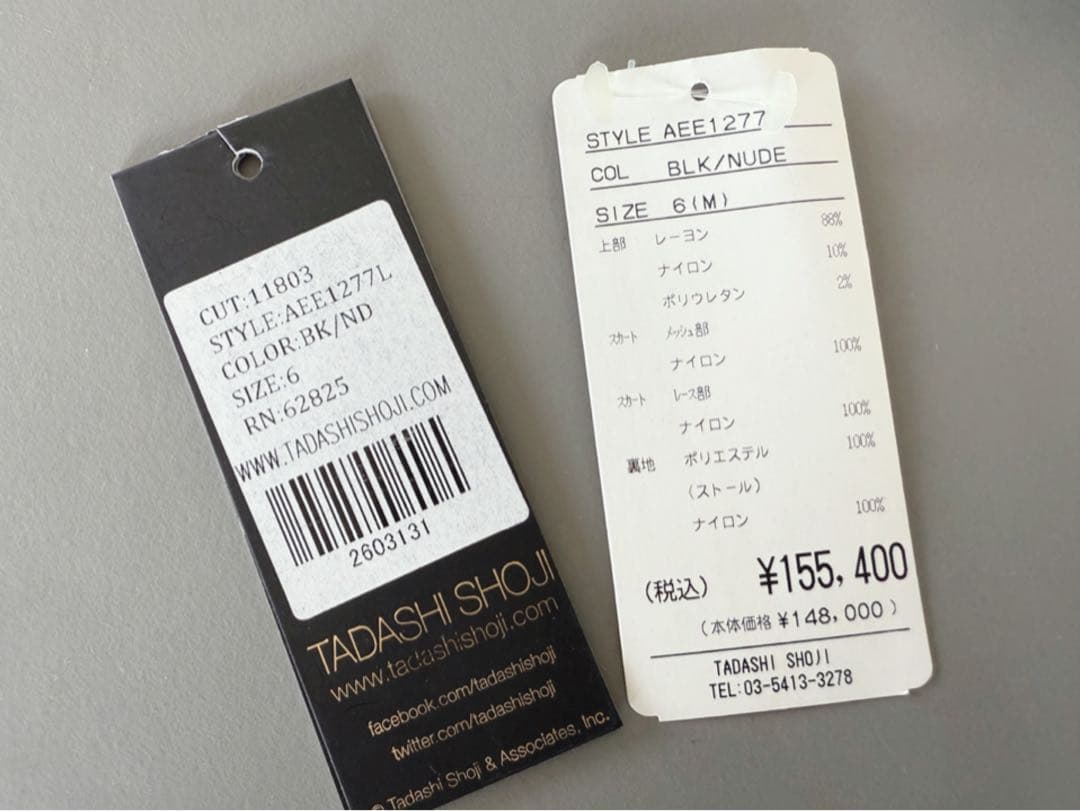 CUT:11803
STYLE:AEE1277L
COLOR:BK/ND
SIZE:6
RN:62825
WWW.TADASHISHOJI.COM
2603131
TADASHI SHOJI
www.tadashishoji.com
facebook.com/tadashishoji
twitter.com/tadashishoji
© Tadashi Shoji & Associates, Inc.
STYLE AEE1277
COL BLK/NUDE
SIZE 6(M)
上部 レーヨン 88%
ナイロン 10%
ポリウレタン 2%
スカート メッシュ部
ナイロン 100%
スカート レース部
ナイロン 100%
裏地 ポリエステル 100%
(ストール)
ナイロン 100%
(税込) ¥155,400
(本体価格 ¥148,000)
TADASHI SHOJI
TEL:03-5413-3278